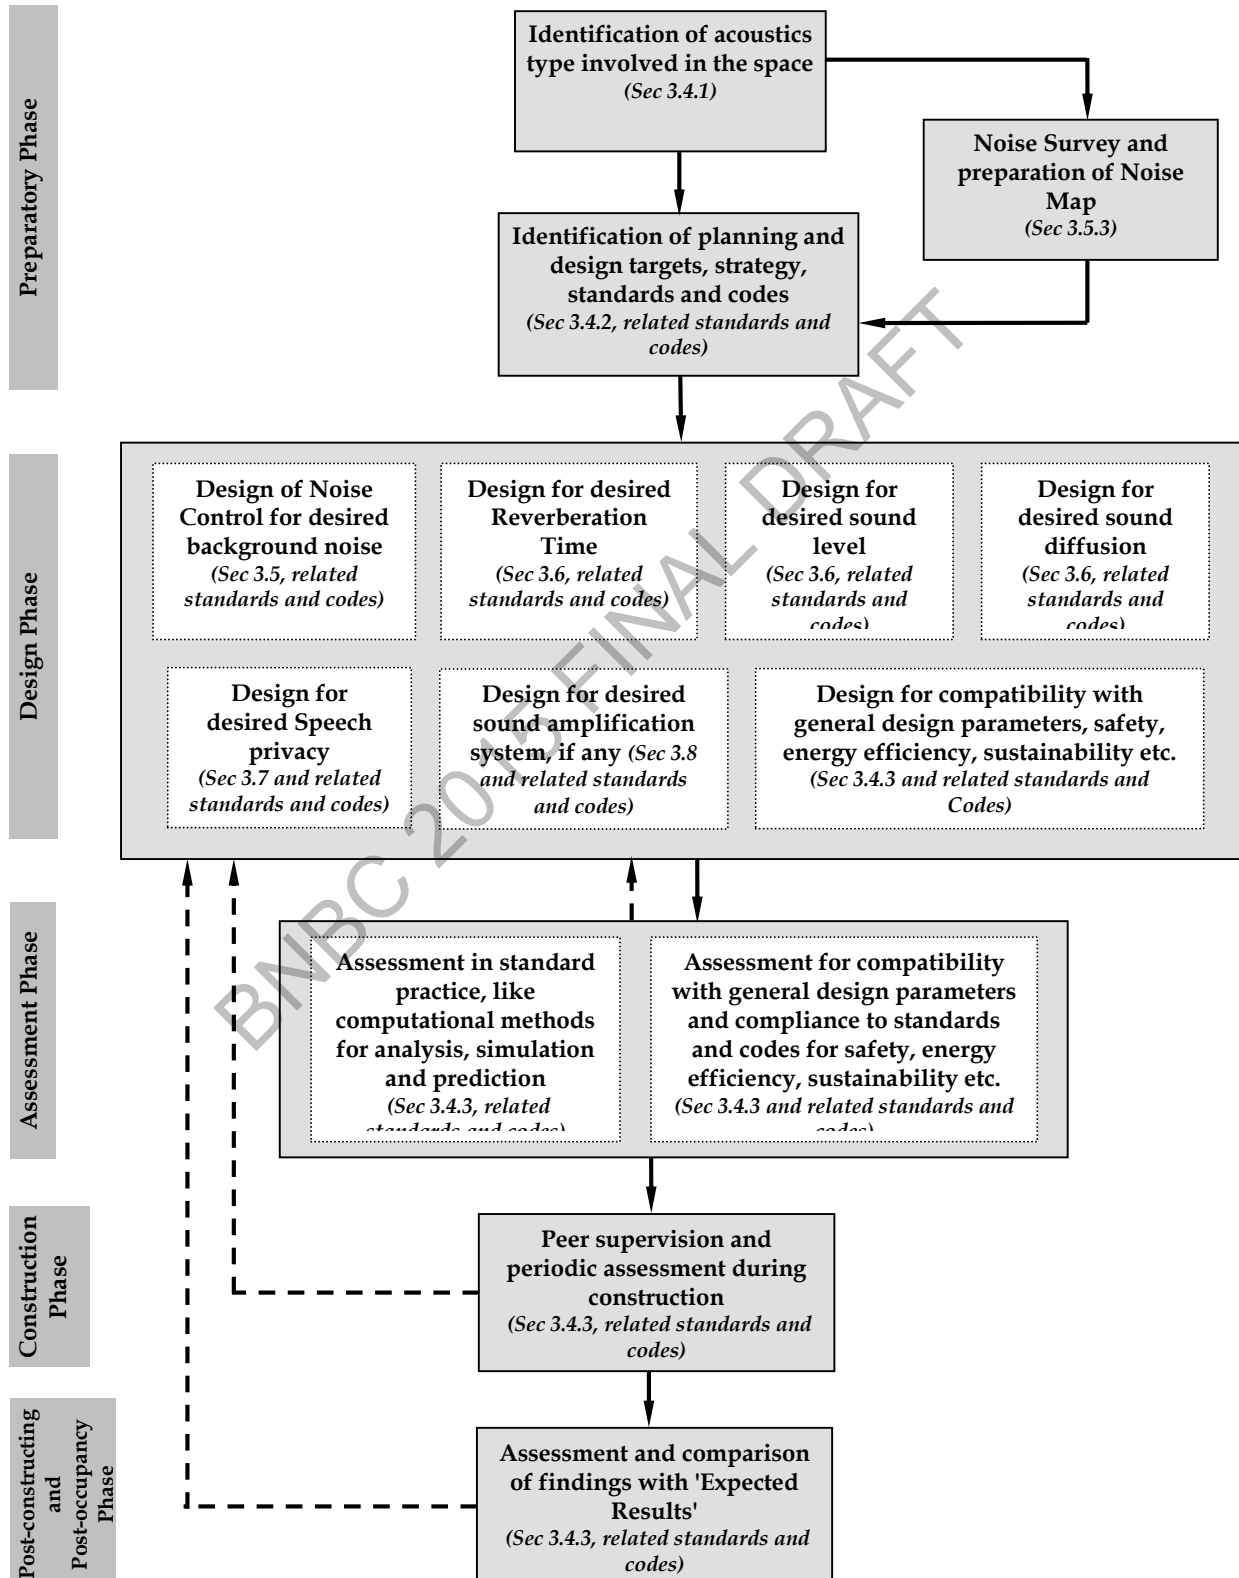 Preparatory Phase
Identification of acoustics
type involved in the space
(Sec 3.4.1)
Noise Survey and
preparation of Noise
Map
(Sec 3.5.3)
Identification of planning and
design targets, strategy,
standards and codes
(Sec 3.4.2, related standards and
codes)
Design Phase
Design of Noise
Control for desired
background noise
(Sec 3.5, related
standards and codes)
Design for desired
Reverberation
Time
(Sec 3.6, related
standards and codes)
Design for
desired sound
level
(Sec 3.6, related
standards and
codes)
Design for
desired sound
diffusion
(Sec 3.6, related
standards and
codes)
Design for
desired Speech
privacy
(Sec 3.7 and related
standards and codes)
Design for desired
sound amplification
system, if any (Sec 3.8
and related standards
and codes)
Design for compatibility with
general design parameters, safety,
energy efficiency, sustainability etc.
(Sec 3.4.3 and related standards and
Codes)
Assessment Phase
Assessment in standard
practice, like
computational methods
for analysis, simulation
and prediction
(Sec 3.4.3, related
standards and codes)
Assessment for compatibility
with general design parameters
and compliance to standards
and codes for safety, energy
efficiency, sustainability etc.
(Sec 3.4.3 and related standards and
codes)
Construction
Phase
Peer supervision and
periodic assessment during
construction
(Sec 3.4.3, related standards and
codes)
Post-constructing
and
Post-occupancy
Phase
Assessment and comparison
of findings with 'Expected
Results'
(Sec 3.4.3, related standards and
codes)
BNBC 2015 FINAL DRAFT